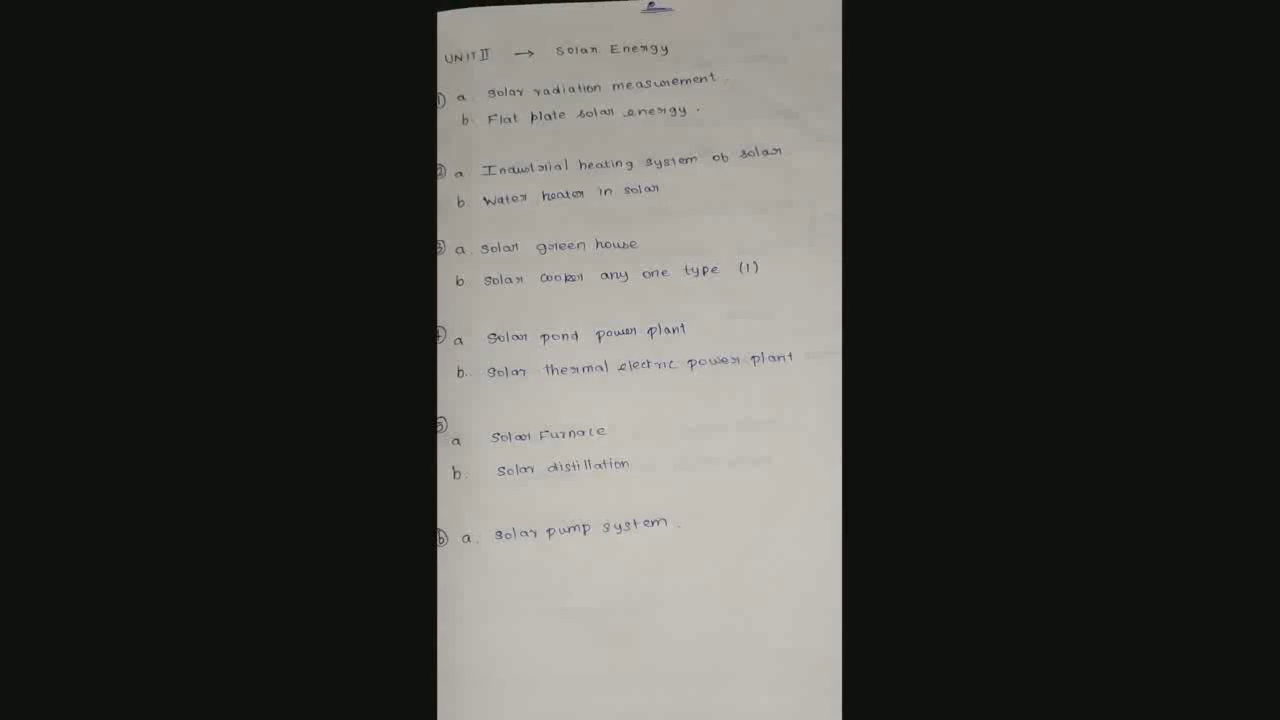 UNIT II → Solar Energy
① a. Solar radiation measurement
b. Flat plate solar energy.
② a Industrial heating system of solar
b Water heater in solar
③ a. Solar green house
b Solar cooker any one type (1)
④ a Solar pond power plant
b.. Solar thermal electric power plant
⑤
a Solar Furnace
b. Solar distillation
⑥ a. Solar pump system.